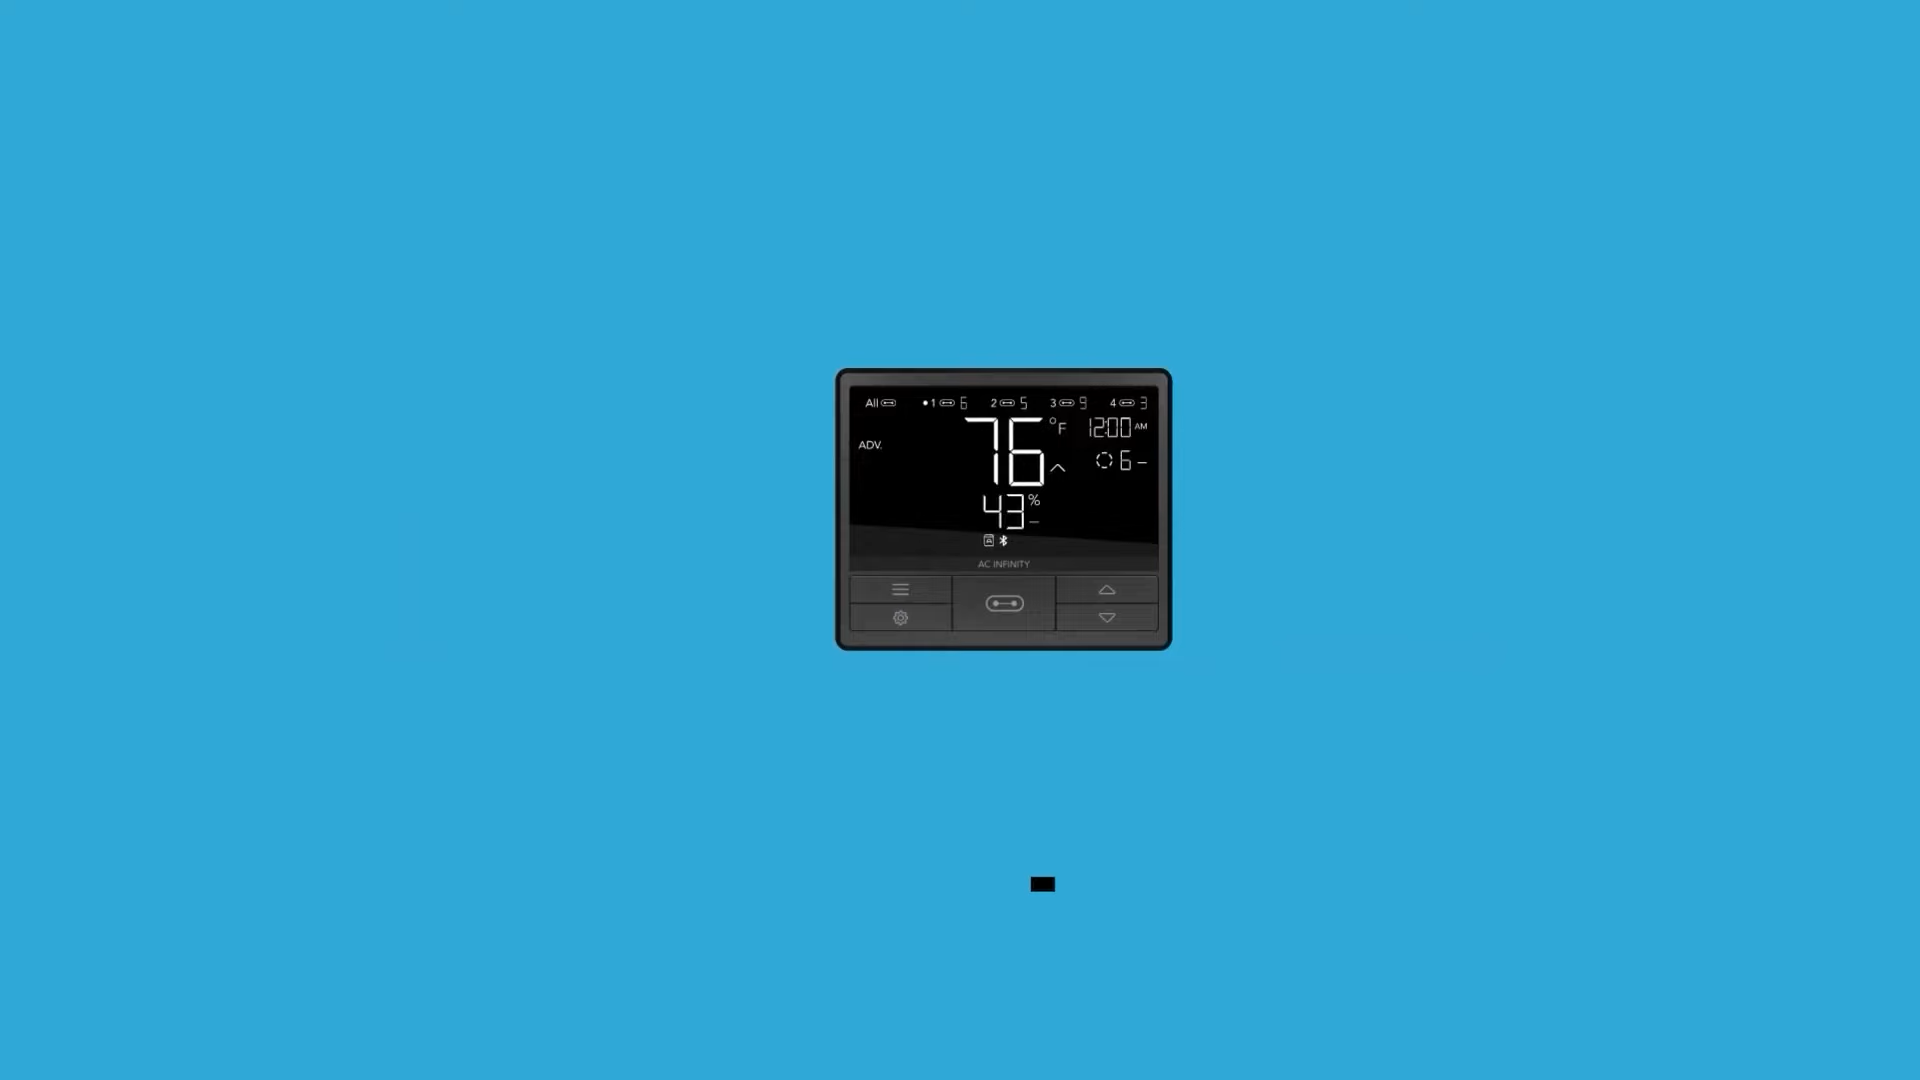 All 1 6 2 5 3 9 4 3
76 °F 12:00 AM
ADV.
6 –
43 %
AC INFINITY